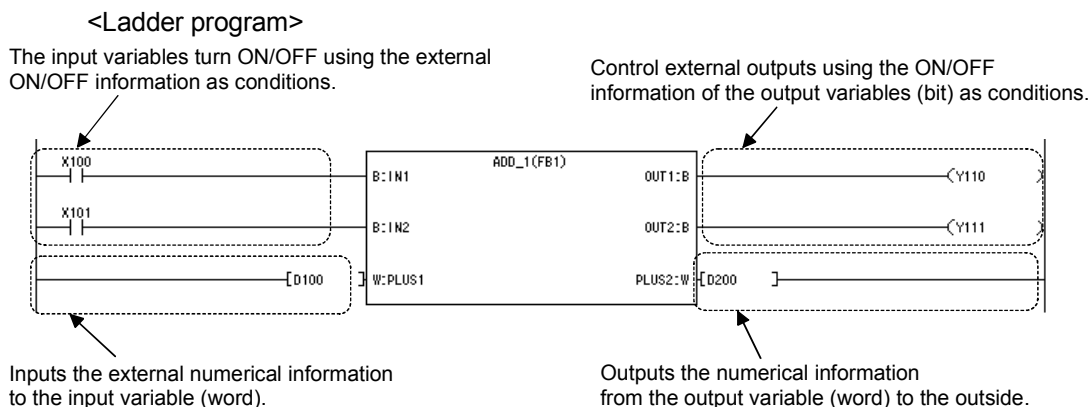 <Ladder program>
The input variables turn ON/OFF using the external
ON/OFF information as conditions.
Control external outputs using the ON/OFF
information of the output variables (bit) as conditions.
ADD_1(FB1)
X100
B:IN1
OUT1:B
Y110
X101
B:IN2
OUT2:B
Y111
D100
W:PLUS1
PLUS2:W
D200
Inputs the external numerical information
to the input variable (word).
Outputs the numerical information
from the output variable (word) to the outside.